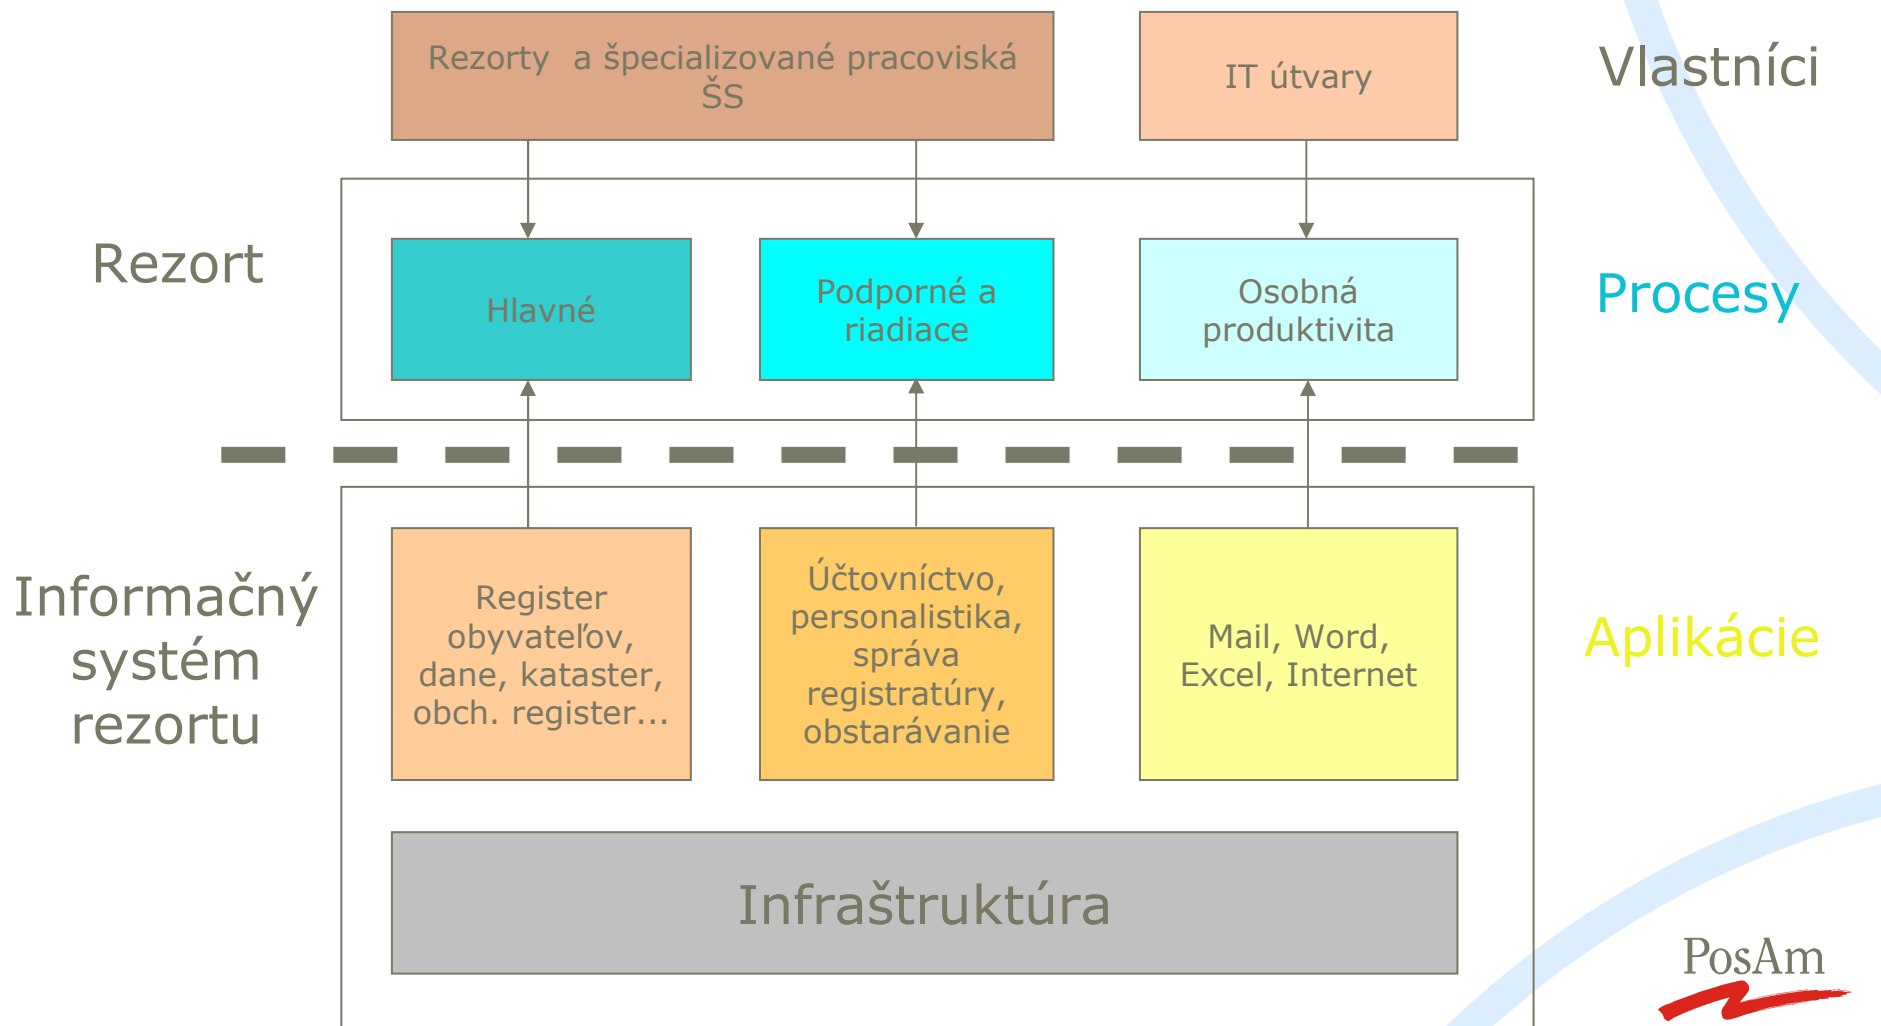 Rezorty a špecializované pracoviská
ŠS
IT útvary
Vlastníci
Rezort
Hlavné
Podporné a
riadiace
Osobná
produktivita
Procesy
Informačný
systém
rezortu
Register
obyvateľov,
dane, kataster,
obch. register...
Účtovníctvo,
personalistika,
správa
registratúry,
obstarávanie
Mail, Word,
Excel, Internet
Aplikácie
Infraštruktúra
PosAm